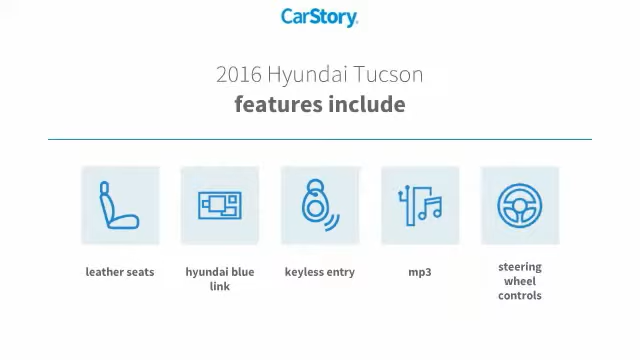 CarStory
2016 Hyundai Tucson
features include
leather seats
hyundai blue
link
keyless entry
mp3
steering
wheel
controls